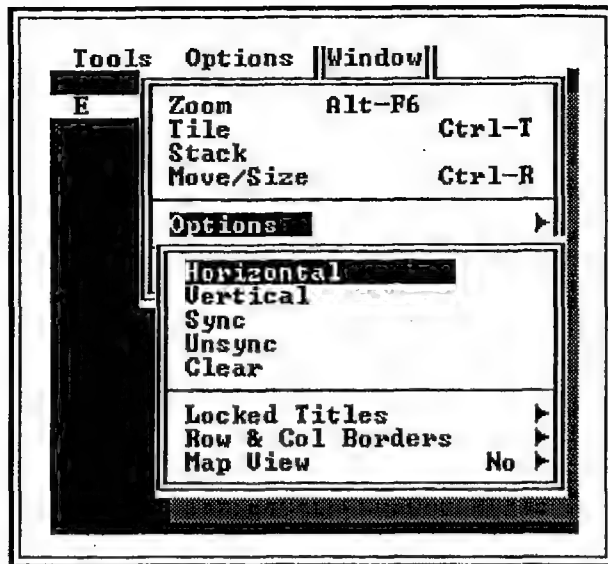 Tools Options Window
E
Zoom Alt-F6
Tile Ctrl-T
Stack
Move/Size Ctrl-R
Options
Horizontal
Vertical
Sync
Unsync
Clear
Locked Titles
Row & Col Borders
Map View No